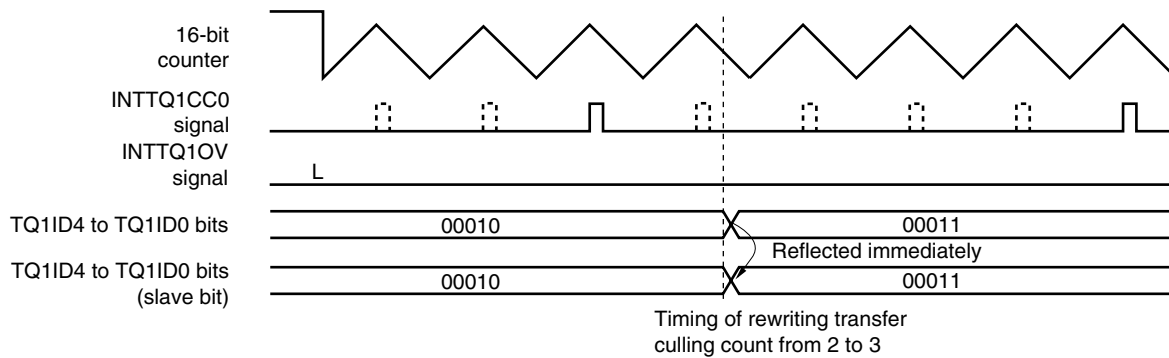 16-bit
counter
INTTQ1CC0
signal
INTTQ1OV
signal
L
TQ1ID4 to TQ1ID0 bits
00010
00011
Reflected immediately
TQ1ID4 to TQ1ID0 bits
(slave bit)
00010
00011
Timing of rewriting transfer
culling count from 2 to 3